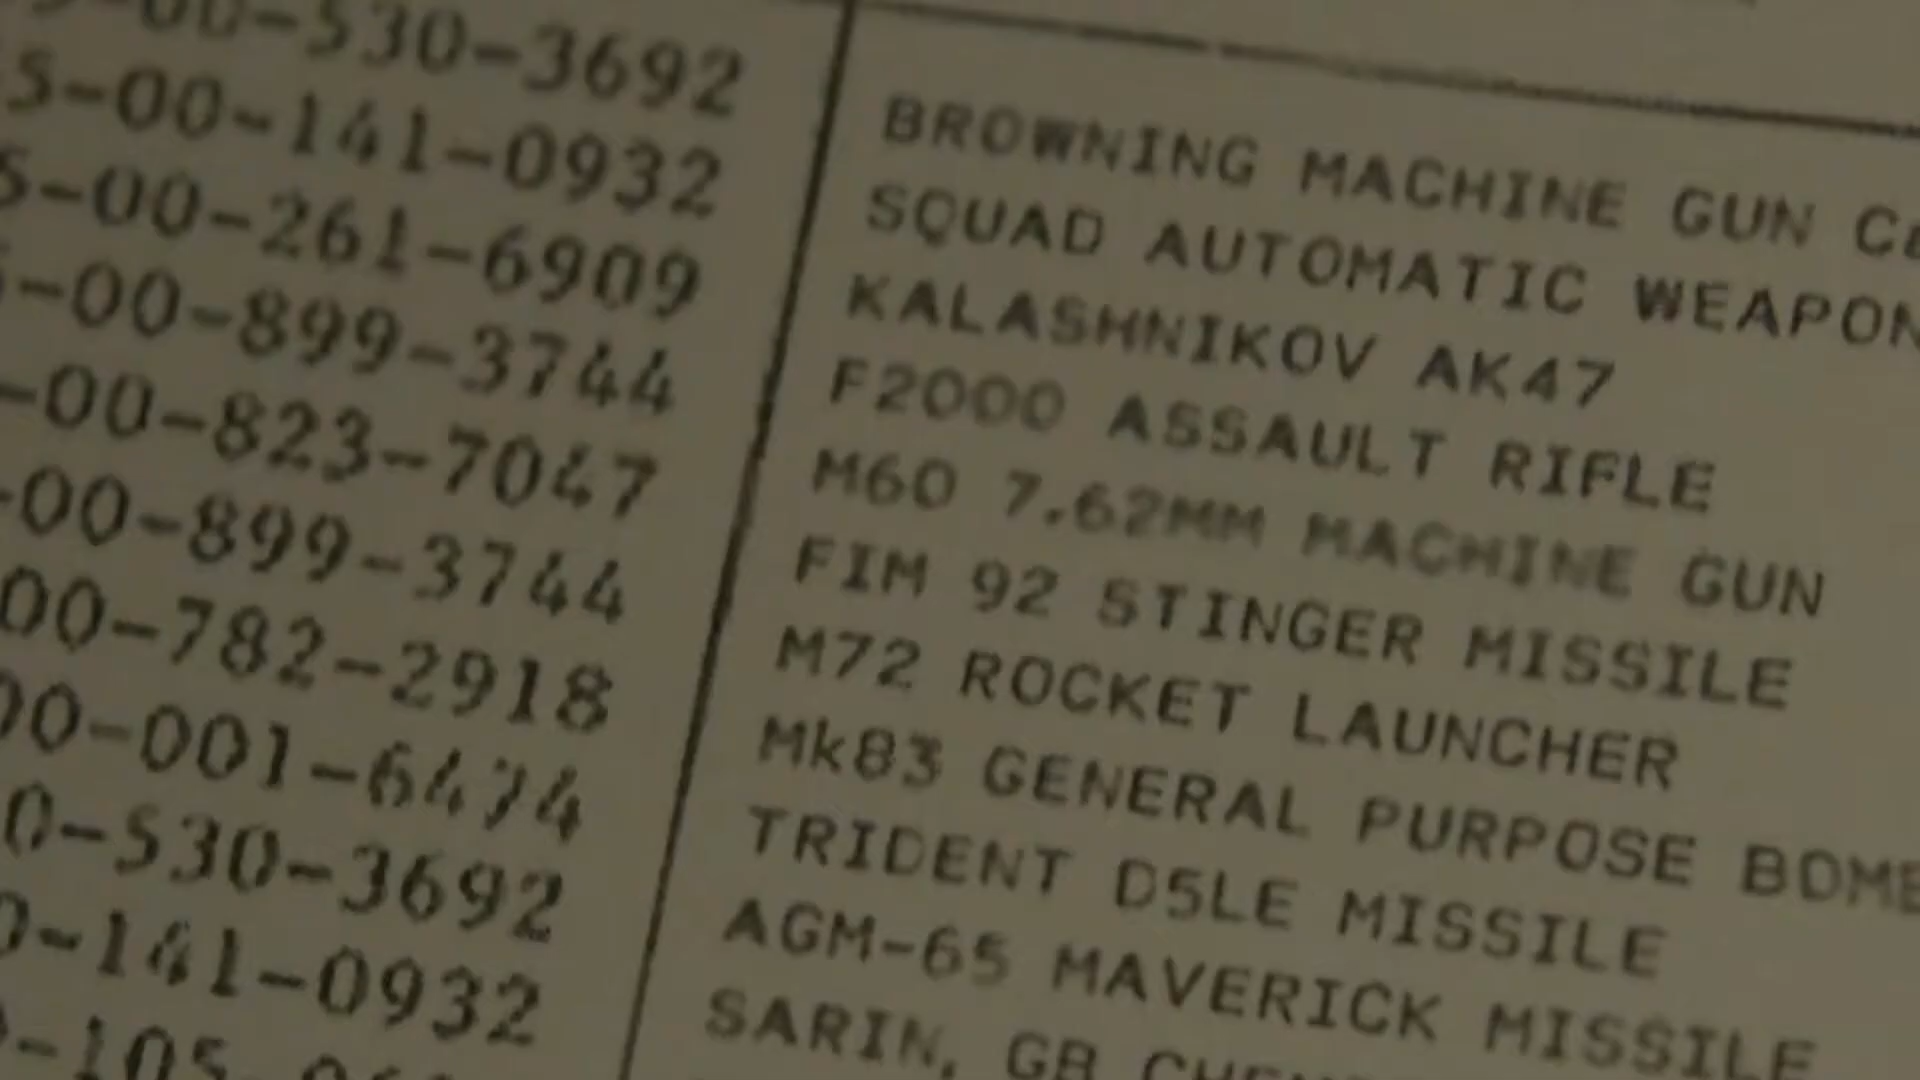 00-530-3692
5-00-141-0932 BROWNING MACHINE GUN
5-00-261-6909 SQUAD AUTOMATIC WEAPON
-00-899-3744 KALASHNIKOV AK47
-00-823-7047 F2000 ASSAULT RIFLE
-00-899-3744 M60 7.62MM MACHINE GUN
00-782-2918 FIM 92 STINGER MISSILE
00-001-6474 M72 ROCKET LAUNCHER
0-530-3692 Mk83 GENERAL PURPOSE BOMB
0-141-0932 TRIDENT D5LE MISSILE
-105- AGM-65 MAVERICK MISSILE
SARIN, GB